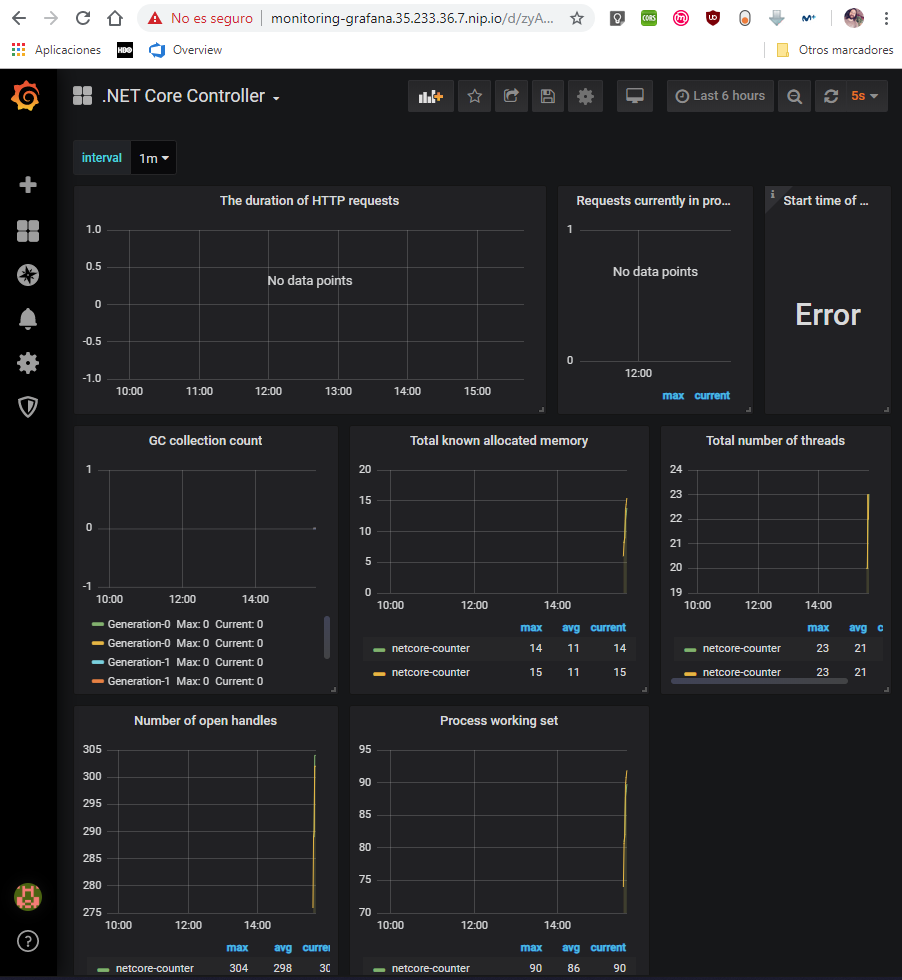 No es seguro | monitoring-grafana.35.233.36.7.nip.io/d/zyA...
Aplicaciones HBO Overview Otros marcadores
.NET Core Controller
Last 6 hours 5s
interval 1m
The duration of HTTP requests
1.0
0.5
0
-0.5
-1.0
No data points
10:00 11:00 12:00 13:00 14:00 15:00
Requests currently in pro...
1
No data points
0
12:00
max current
i
Start time of ...
Error
GC collection count
1
0
-1
10:00 12:00 14:00
Generation-0 Max: 0 Current: 0
Generation-0 Max: 0 Current: 0
Generation-1 Max: 0 Current: 0
Generation-1 Max: 0 Current: 0
Total known allocated memory
20
15
10
5
0
10:00 12:00 14:00
max avg current
netcore-counter 14 11 14
netcore-counter 15 11 15
Total number of threads
24
23
22
21
20
19
10:00 12:00 14:00
max avg c
netcore-counter 23 21
netcore-counter 23 21
Number of open handles
305
300
295
290
285
280
275
10:00 12:00 14:00
max avg curre
netcore-counter 304 298 30
Process working set
95
90
85
80
75
70
10:00 12:00 14:00
max avg current
netcore-counter 90 86 90
?